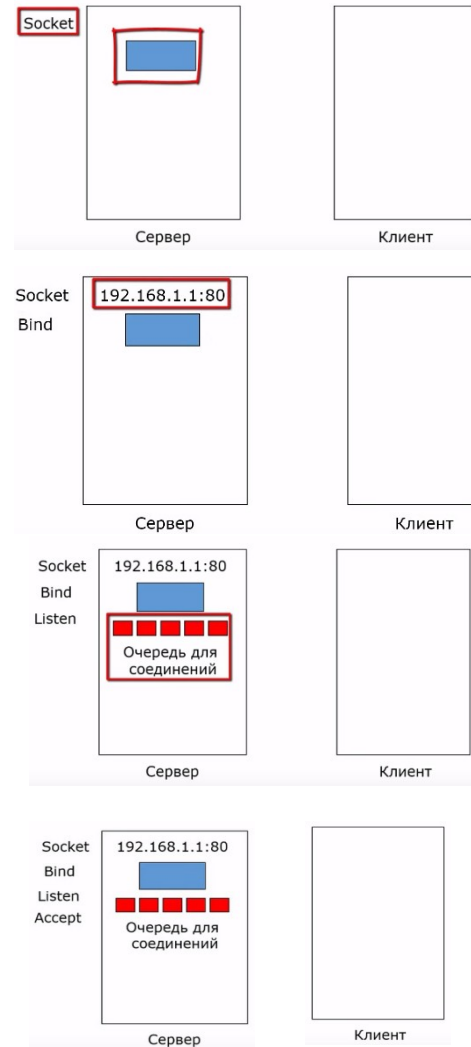 Socket
Сервер
Клиент
Socket
192.168.1.1:80
Bind
Сервер
Клиент
Socket
192.168.1.1:80
Bind
Listen
Очередь для
соединений
Сервер
Клиент
Socket
192.168.1.1:80
Bind
Listen
Accept
Очередь для
соединений
Сервер
Клиент